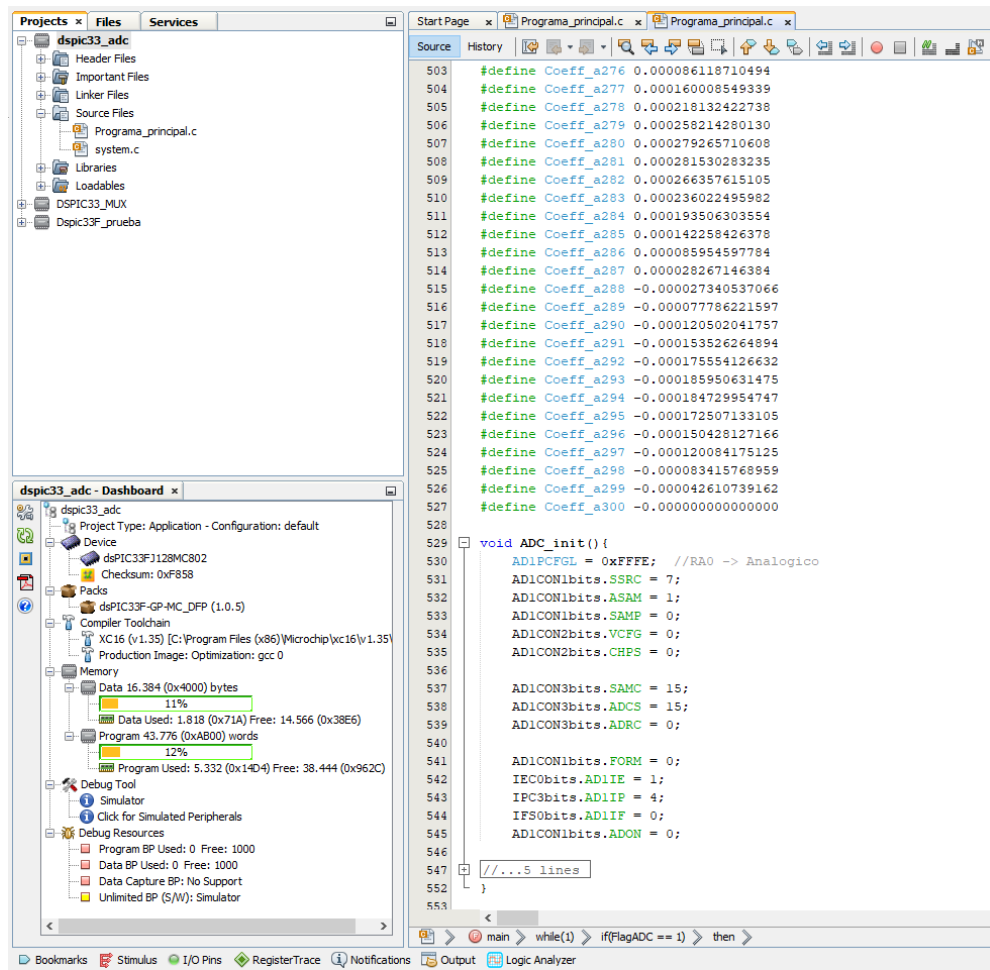 Projects × Files Services
dspic33_adc
Header Files
Important Files
Linker Files
Source Files
Programa_principal.c
system.c
Libraries
Loadables
DSPIC33_MUX
Dspic33F_prueba
dspic33_adc - Dashboard ×
dspic33_adc
Project Type: Application - Configuration: default
Device
dsPIC33FJ128MC802
Checksum: 0xF858
Packs
dsPIC33F-GP-MC_DFP (1.0.5)
Compiler Toolchain
XC16 (v1.35) [C:\Program Files (x86)\Microchip\xc16\v1.35\
Production Image: Optimization: gcc 0
Memory
Data 16.384 (0x4000) bytes
11%
Data Used: 1.818 (0x71A) Free: 14.566 (0x38E6)
Program 43.776 (0xAB00) words
12%
Program Used: 5.332 (0x14D4) Free: 38.444 (0x962C)
Debug Tool
Simulator
Click for Simulated Peripherals
Debug Resources
Program BP Used: 0 Free: 1000
Data BP Used: 0 Free: 1000
Data Capture BP: No Support
Unlimited BP (S/W): Simulator
Start Page × Programa_principal.c × Programa_principal.c ×
Source History
503 #define Coeff_a276 0.000086118710494
504 #define Coeff_a277 0.000160008549339
505 #define Coeff_a278 0.000218132422738
506 #define Coeff_a279 0.000258214280130
507 #define Coeff_a280 0.000279265710608
508 #define Coeff_a281 0.000281530283235
509 #define Coeff_a282 0.000266357615105
510 #define Coeff_a283 0.000236022495982
511 #define Coeff_a284 0.000193506303554
512 #define Coeff_a285 0.000142258426378
513 #define Coeff_a286 0.000085954597784
514 #define Coeff_a287 0.000028267146384
515 #define Coeff_a288 -0.000027340537066
516 #define Coeff_a289 -0.000077786221597
517 #define Coeff_a290 -0.000120502041757
518 #define Coeff_a291 -0.000153526264894
519 #define Coeff_a292 -0.000175554126632
520 #define Coeff_a293 -0.000185950631475
521 #define Coeff_a294 -0.000184729954747
522 #define Coeff_a295 -0.000172507133105
523 #define Coeff_a296 -0.000150428127166
524 #define Coeff_a297 -0.000120084175125
525 #define Coeff_a298 -0.000083415768959
526 #define Coeff_a299 -0.000042610739162
527 #define Coeff_a300 -0.000000000000000
528
529 void ADC_init(){
530 AD1PCFGL = 0xFFFE; //RA0 -> Analogico
531 AD1CON1bits.SSRC = 7;
532 AD1CON1bits.ASAM = 1;
533 AD1CON1bits.SAMP = 0;
534 AD1CON2bits.VCFG = 0;
535 AD1CON2bits.CHPS = 0;
536
537 AD1CON3bits.SAMC = 15;
538 AD1CON3bits.ADCS = 15;
539 AD1CON3bits.ADRC = 0;
540
541 AD1CON1bits.FORM = 0;
542 IEC0bits.AD1IE = 1;
543 IPC3bits.AD1IP = 4;
544 IFS0bits.AD1IF = 0;
545 AD1CON1bits.ADON = 0;
546
547 //...5 lines
552 }
553
main while(1) if(FlagADC == 1) then
Bookmarks Stimulus I/O Pins RegisterTrace Notifications Output Logic Analyzer